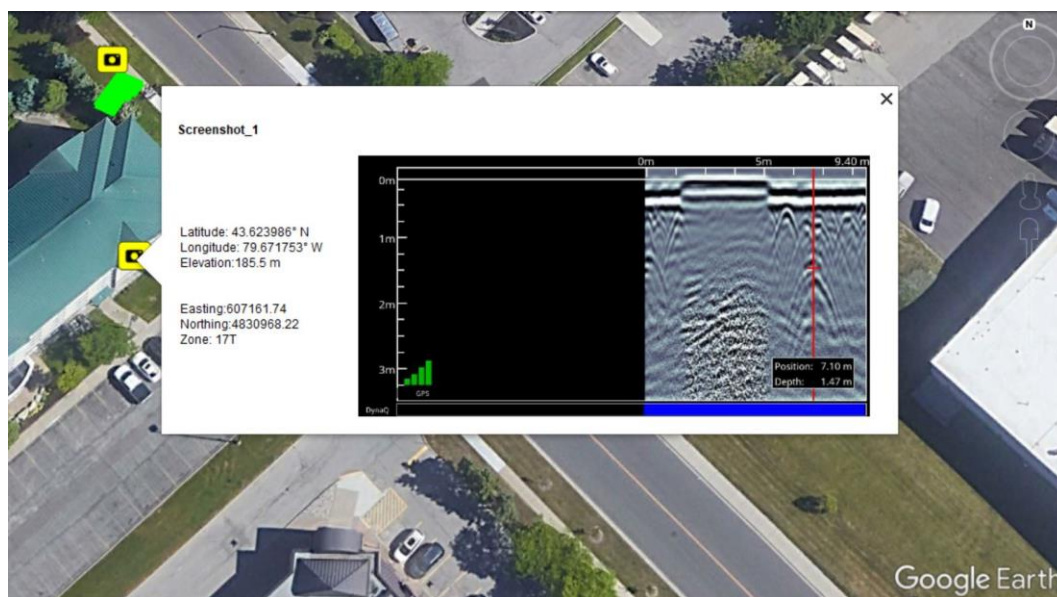 N
Screenshot_1
Latitude: 43.623986° N
Longitude: 79.671753° W
Elevation:185.5 m
Easting:607161.74
Northing:4830968.22
Zone: 17T
0m 5m 9.40 m
0m
1m
2m
3m
GPS
Position: 7.10 m
Depth: 1.47 m
DynaQ
Google Earth